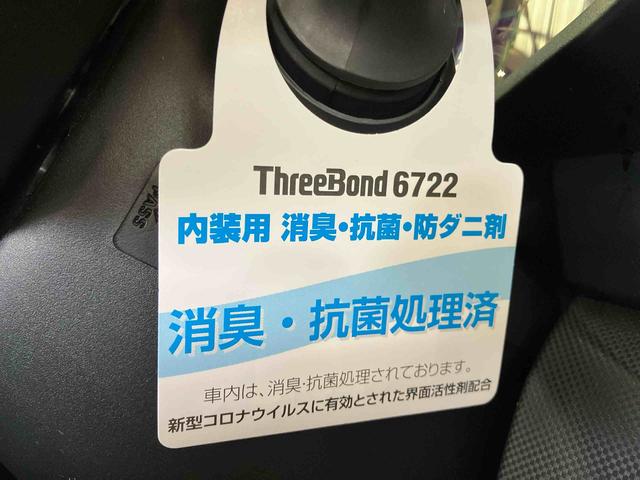 ThreeBond 6722
内装用 消臭・抗菌・防ダニ剤
消臭・抗菌処理済
車内は、消臭・抗菌処理されております。
新型コロナウイルスに有効とされた界面活性剤配合
PASS